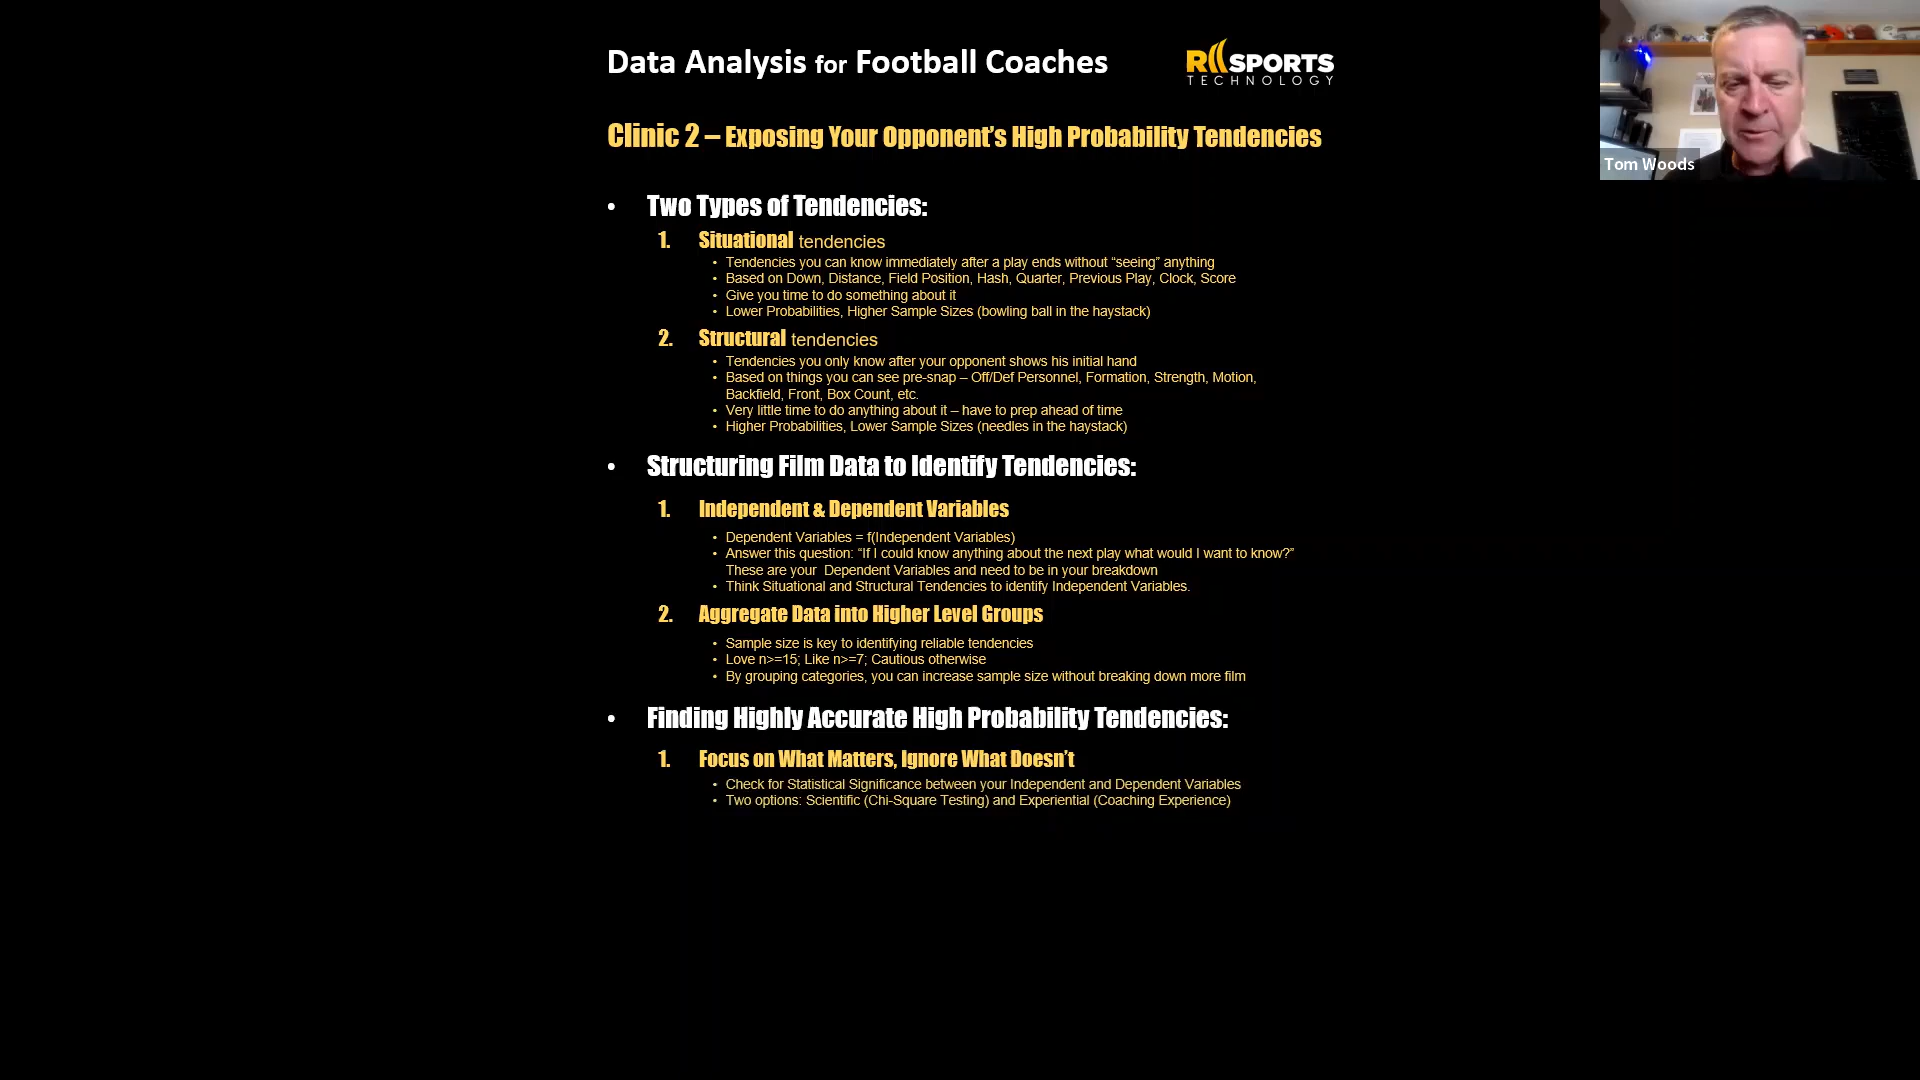 Data Analysis for Football Coaches
RIISPORTS
TECHNOLOGY
Clinic 2 – Exposing Your Opponent’s High Probability Tendencies
• Two Types of Tendencies:
1. Situational tendencies
• Tendencies you can know immediately after a play ends without “seeing” anything
• Based on Down, Distance, Field Position, Hash, Quarter, Previous Play, Clock, Score
• Give you time to do something about it
• Lower Probabilities, Higher Sample Sizes (bowling ball in the haystack)
2. Structural tendencies
• Tendencies you only know after your opponent shows his initial hand
• Based on things you can see pre-snap – Off/Def Personnel, Formation, Strength, Motion,
Backfield, Front, Box Count, etc.
• Very little time to do anything about it – have to prep ahead of time
• Higher Probabilities, Lower Sample Sizes (needles in the haystack)
• Structuring Film Data to Identify Tendencies:
1. Independent & Dependent Variables
• Dependent Variables = f(Independent Variables)
• Answer this question: “If I could know anything about the next play what would I want to know?”
These are your Dependent Variables and need to be in your breakdown
• Think Situational and Structural Tendencies to identify Independent Variables.
2. Aggregate Data into Higher Level Groups
• Sample size is key to identifying reliable tendencies
• Love n>=15; Like n>=7; Cautious otherwise
• By grouping categories, you can increase sample size without breaking down more film
• Finding Highly Accurate High Probability Tendencies:
1. Focus on What Matters, Ignore What Doesn’t
• Check for Statistical Significance between your Independent and Dependent Variables
• Two options: Scientific (Chi-Square Testing) and Experiential (Coaching Experience)
Tom Woods